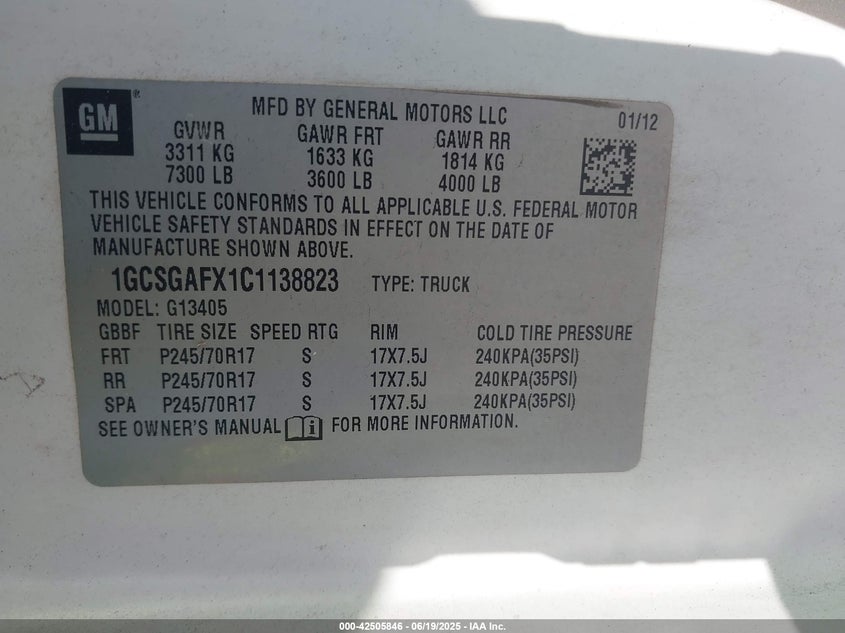 GM ®
MFD BY GENERAL MOTORS LLC 01/12
GVWR GAWR FRT GAWR RR
3311 KG 1633 KG 1814 KG
7300 LB 3600 LB 4000 LB
THIS VEHICLE CONFORMS TO ALL APPLICABLE U.S. FEDERAL MOTOR
VEHICLE SAFETY STANDARDS IN EFFECT ON THE DATE OF
MANUFACTURE SHOWN ABOVE.
1GCSGAFX1C1138823 TYPE: TRUCK
MODEL: G13405
GBBF TIRE SIZE SPEED RTG RIM COLD TIRE PRESSURE
FRT P245/70R17 S 17X7.5J 240KPA(35PSI)
RR P245/70R17 S 17X7.5J 240KPA(35PSI)
SPA P245/70R17 S 17X7.5J 240KPA(35PSI)
SEE OWNER'S MANUAL i FOR MORE INFORMATION.
000-42505846 - 06/19/2025 - IAA Inc.